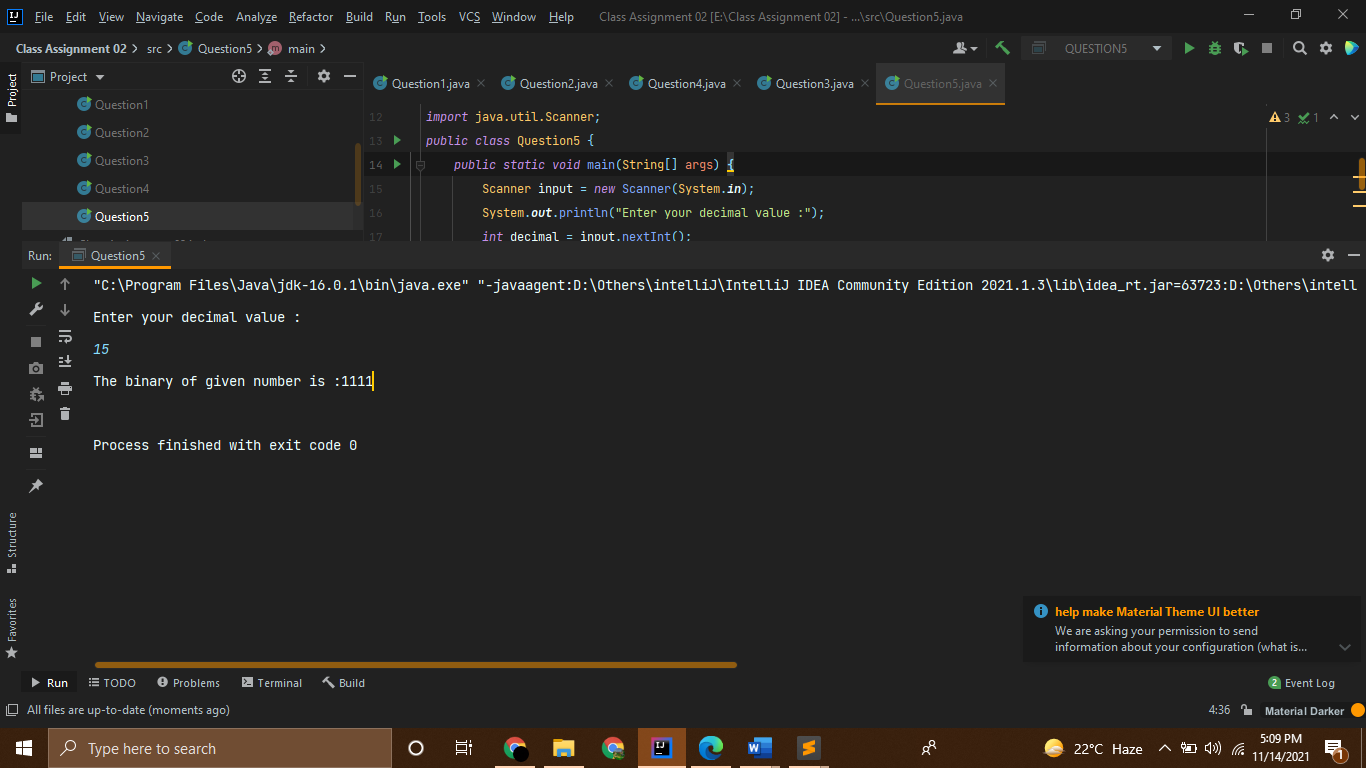 File Edit View Navigate Code Analyze Refactor Build Run Tools VCS Window Help Class Assignment 02 [E:\Class Assignment 02] - ...\src\Question5.java
Class Assignment 02 src Question5 main QUESTION5
Project
Project
Question1.java Question2.java Question4.java Question3.java Question5.java
Question1
Question2
Question3
Question4
Question5
12 import java.util.Scanner;
13 public class Question5 {
14 public static void main(String[] args) {
15 Scanner input = new Scanner(System.in);
16 System.out.println("Enter your decimal value :");
17 int decimal = input.nextInt();
3 1
Run: Question5
"C:\Program Files\Java\jdk-16.0.1\bin\java.exe" "-javaagent:D:\Others\intelliJ\IntelliJ IDEA Community Edition 2021.1.3\lib\idea_rt.jar=63723:D:\Others\intell
Enter your decimal value :
15
The binary of given number is :1111
Process finished with exit code 0
Structure
Favorites
help make Material Theme UI better
We are asking your permission to send
information about your configuration (what is...
Run TODO Problems Terminal Build 2 Event Log
All files are up-to-date (moments ago) 4:36 Material Darker
Type here to search 22°C Haze 5:09 PM
11/14/2021 1